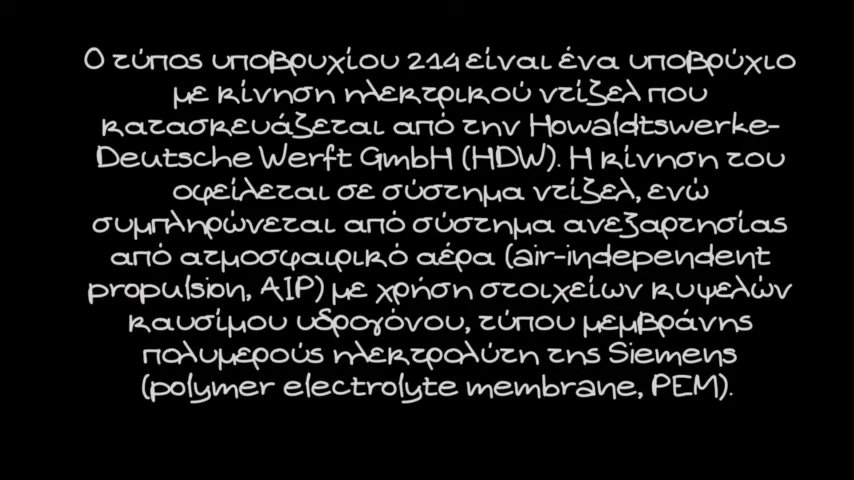 Ο τύπος υποβρυχίου 214 είναι ένα υποβρύχιο
με κίνηση ηλεκτρικού ντίζελ που
κατασκευάζεται από την Howaldtswerke-
Deutsche Werft GmbH (HDW). Η κίνηση του
οφείλεται σε σύστημα ντίζελ, ενώ
συμπληρώνεται από σύστημα ανεξαρτησίας
από ατμοσφαιρικό αέρα (air-independent
propulsion, AIP) με χρήση στοιχείων κυψελών
καυσίμου υδρογόνου, τύπου μεμβράνης
πολυμερούς ηλεκτρολύτη της Siemens
(polymer electrolyte membrane, PEM).